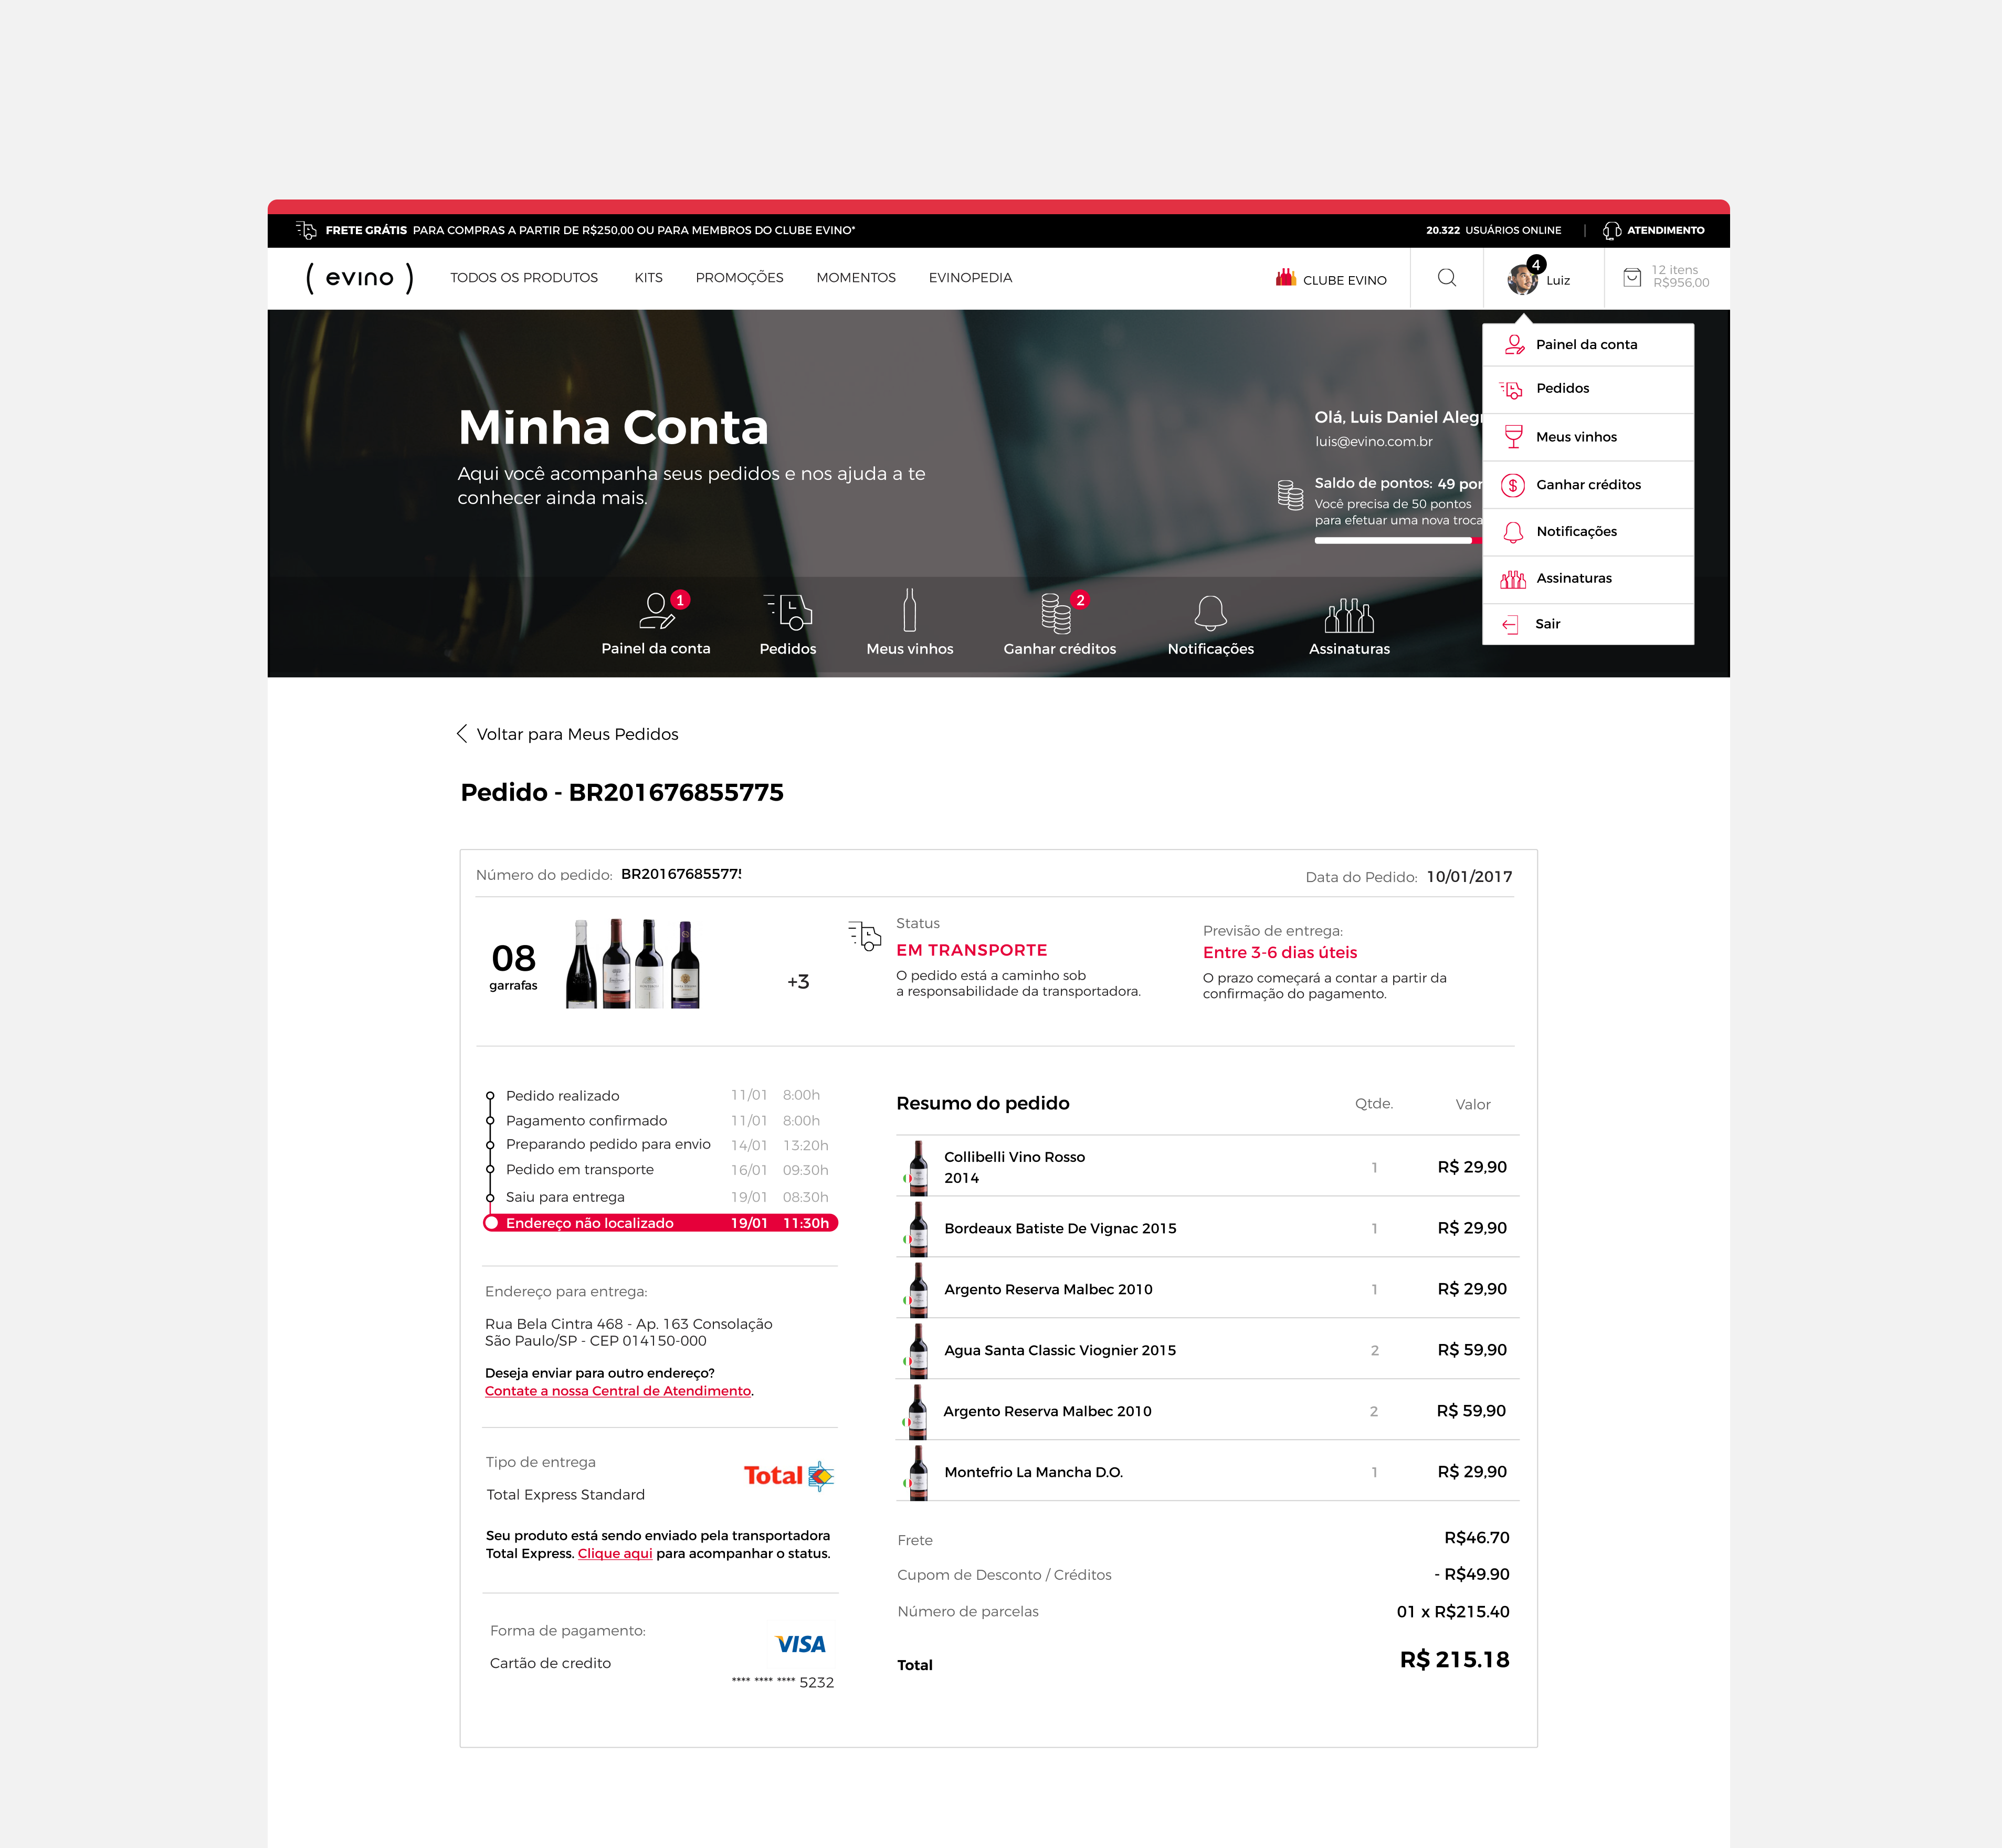 FRETE GRÁTIS PARA COMPRAS A PARTIR DE R$250,00 OU PARA MEMBROS DO CLUBE EVINO*
20.322 USUÁRIOS ONLINE | ATENDIMENTO
( evino )
TODOS OS PRODUTOS KITS PROMOÇÕES MOMENTOS EVINOPEDIA
CLUBE EVINO
4
Luiz
12 itens
R$956,00
Minha Conta
Aqui você acompanha seus pedidos e nos ajuda a te
conhecer ainda mais.
Olá, Luis Daniel Alegr
luis@evino.com.br
Saldo de pontos: 49 por
Você precisa de 50 pontos
para efetuar uma nova troca
Painel da conta
Pedidos
Meus vinhos
Ganhar créditos
Notificações
Assinaturas
Sair
1
2
Painel da conta Pedidos Meus vinhos Ganhar créditos Notificações Assinaturas
Voltar para Meus Pedidos
Pedido - BR201676855775
Número do pedido: BR201676855775
Data do Pedido: 10/01/2017
08
garrafas
+3
Status
EM TRANSPORTE
O pedido está a caminho sob
a responsabilidade da transportadora.
Previsão de entrega:
Entre 3-6 dias úteis
O prazo começará a contar a partir da
confirmação do pagamento.
Pedido realizado 11/01 8:00h
Pagamento confirmado 11/01 8:00h
Preparando pedido para envio 14/01 13:20h
Pedido em transporte 16/01 09:30h
Saiu para entrega 19/01 08:30h
Endereço não localizado 19/01 11:30h
Endereço para entrega:
Rua Bela Cintra 468 - Ap. 163 Consolação
São Paulo/SP - CEP 014150-000
Deseja enviar para outro endereço?
Contate a nossa Central de Atendimento.
Tipo de entrega
Total
Total Express Standard
Seu produto está sendo enviado pela transportadora
Total Express. Clique aqui para acompanhar o status.
Forma de pagamento:
VISA
Cartão de credito
**** **** **** 5232
Resumo do pedido Qtde. Valor
Collibelli Vino Rosso
2014
1 R$ 29,90
Bordeaux Batiste De Vignac 2015 1 R$ 29,90
Argento Reserva Malbec 2010 1 R$ 29,90
Agua Santa Classic Viognier 2015 2 R$ 59,90
Argento Reserva Malbec 2010 2 R$ 59,90
Montefrio La Mancha D.O. 1 R$ 29,90
Frete R$46.70
Cupom de Desconto / Créditos - R$49.90
Número de parcelas 01 x R$215.40
Total R$ 215.18